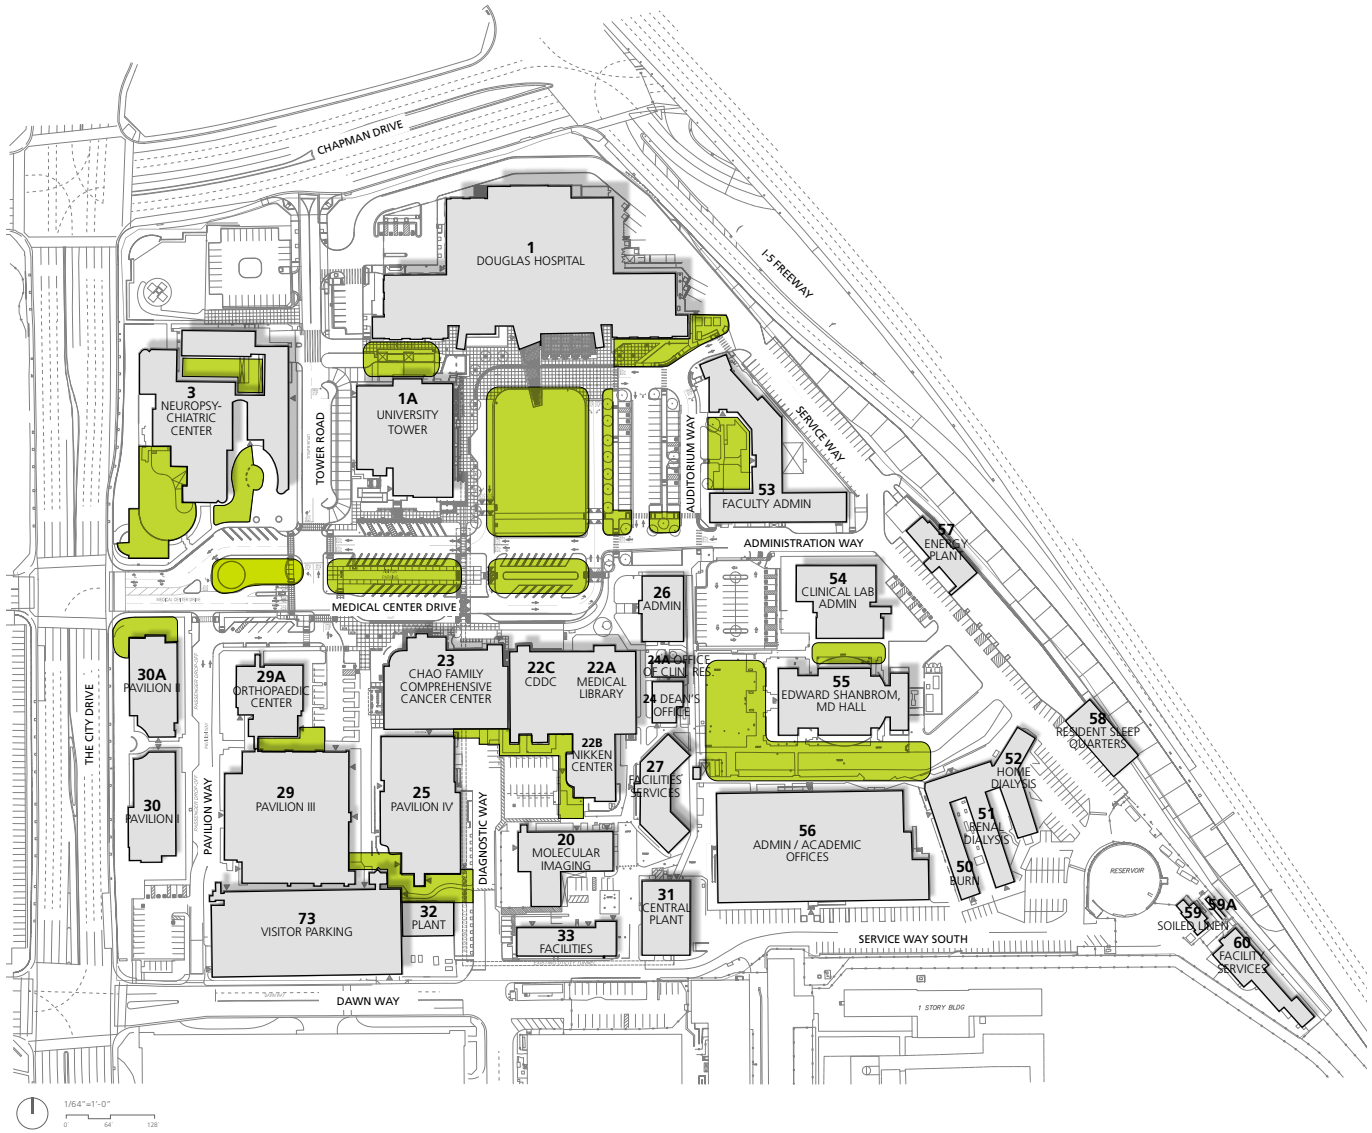 CHAPMAN DRIVE
I-5 FREEWAY
1
DOUGLAS HOSPITAL
3
NEUROPSY-
CHIATRIC
CENTER
TOWER ROAD
1A
UNIVERSITY
TOWER
AUDITORIUM WAY
SERVICE WAY
53
FACULTY ADMIN
ADMINISTRATION WAY
57
ENERGY
PLANT
MEDICAL CENTER DRIVE
MEDICAL CENTER DRIVE
26
ADMIN
54
CLINICAL LAB
ADMIN
THE CITY DRIVE
30A
PAVILION II
29A
ORTHOPAEDIC
CENTER
23
CHAO FAMILY
COMPREHENSIVE
CANCER CENTER
22C
CDDC
22A
MEDICAL
LIBRARY
24A OFFICE
OF CLIN. RES.
24 DEAN'S
OFFICE
55
EDWARD SHANBROM,
MD HALL
58
RESIDENT SLEEP
QUARTERS
22B
NIKKEN
CENTER
27
FACILITIES
SERVICES
52
HOME
DIALYSIS
30
PAVILION I
PAVILION WAY
29
PAVILION III
25
PAVILION IV
DIAGNOSTIC WAY
20
MOLECULAR
IMAGING
56
ADMIN / ACADEMIC
OFFICES
51
RENAL
DIALYSIS
50
BURN
RESERVOIR
73
VISITOR PARKING
32
PLANT
33
FACILITIES
31
CENTRAL
PLANT
SERVICE WAY SOUTH
59
59A
SOILED LINEN
60
FACILITY
SERVICES
DAWN WAY
1 STORY BLDG
1/64"=1'-0"
0' 64' 128'